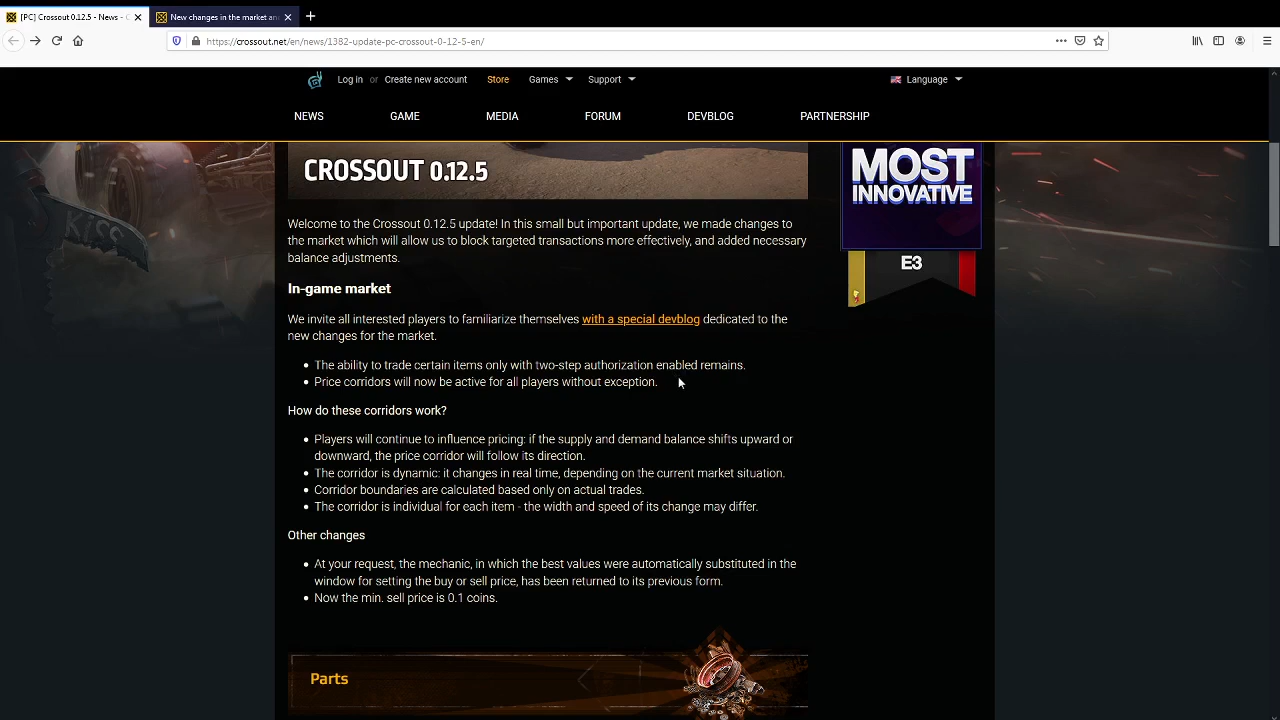 [PC] Crossout 0.12.5 - News - C
New changes in the market an
https://crossout.net/en/news/1382-update-pc-crossout-0-12-5-en/
Log in or Create new account Store Games Support Language
NEWS GAME MEDIA FORUM DEVBLOG PARTNERSHIP
KISS
CROSSOUT 0.12.5
MOST
INNOVATIVE
E3
Welcome to the Crossout 0.12.5 update! In this small but important update, we made changes to
the market which will allow us to block targeted transactions more effectively, and added necessary
balance adjustments.
In-game market
We invite all interested players to familiarize themselves with a special devblog dedicated to the
new changes for the market.
• The ability to trade certain items only with two-step authorization enabled remains.
• Price corridors will now be active for all players without exception.
How do these corridors work?
• Players will continue to influence pricing: if the supply and demand balance shifts upward or
downward, the price corridor will follow its direction.
• The corridor is dynamic: it changes in real time, depending on the current market situation.
• Corridor boundaries are calculated based only on actual trades.
• The corridor is individual for each item - the width and speed of its change may differ.
Other changes
• At your request, the mechanic, in which the best values were automatically substituted in the
window for setting the buy or sell price, has been returned to its previous form.
• Now the min. sell price is 0.1 coins.
Parts